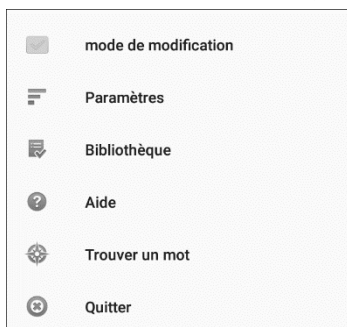 mode de modification
Paramètres
Bibliothèque
Aide
Trouver un mot
Quitter